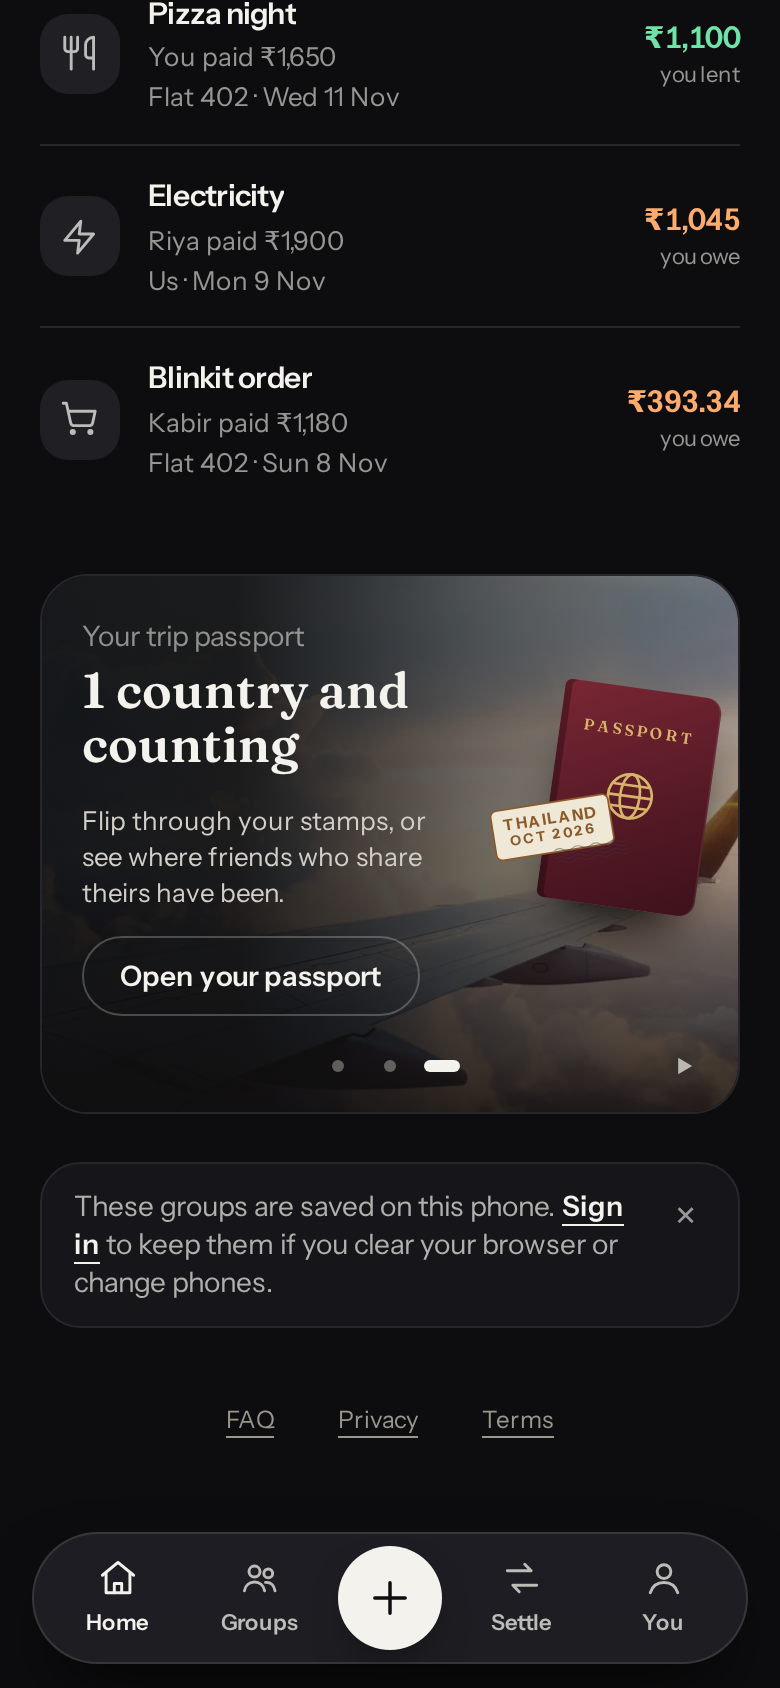 Pizza night
You paid ₹1,650
Flat 402 · Wed 11 Nov
₹1,100
you lent
Electricity
Riya paid ₹1,900
Us · Mon 9 Nov
₹1,045
you owe
Blinkit order
Kabir paid ₹1,180
Flat 402 · Sun 8 Nov
₹393.34
you owe
Your trip passport
1 country and
counting
Flip through your stamps, or
see where friends who share
theirs have been.
Open your passport
PASSPORT
THAILAND
OCT 2026
These groups are saved on this phone. Sign
in to keep them if you clear your browser or
change phones.
FAQ Privacy Terms
Home Groups Settle You